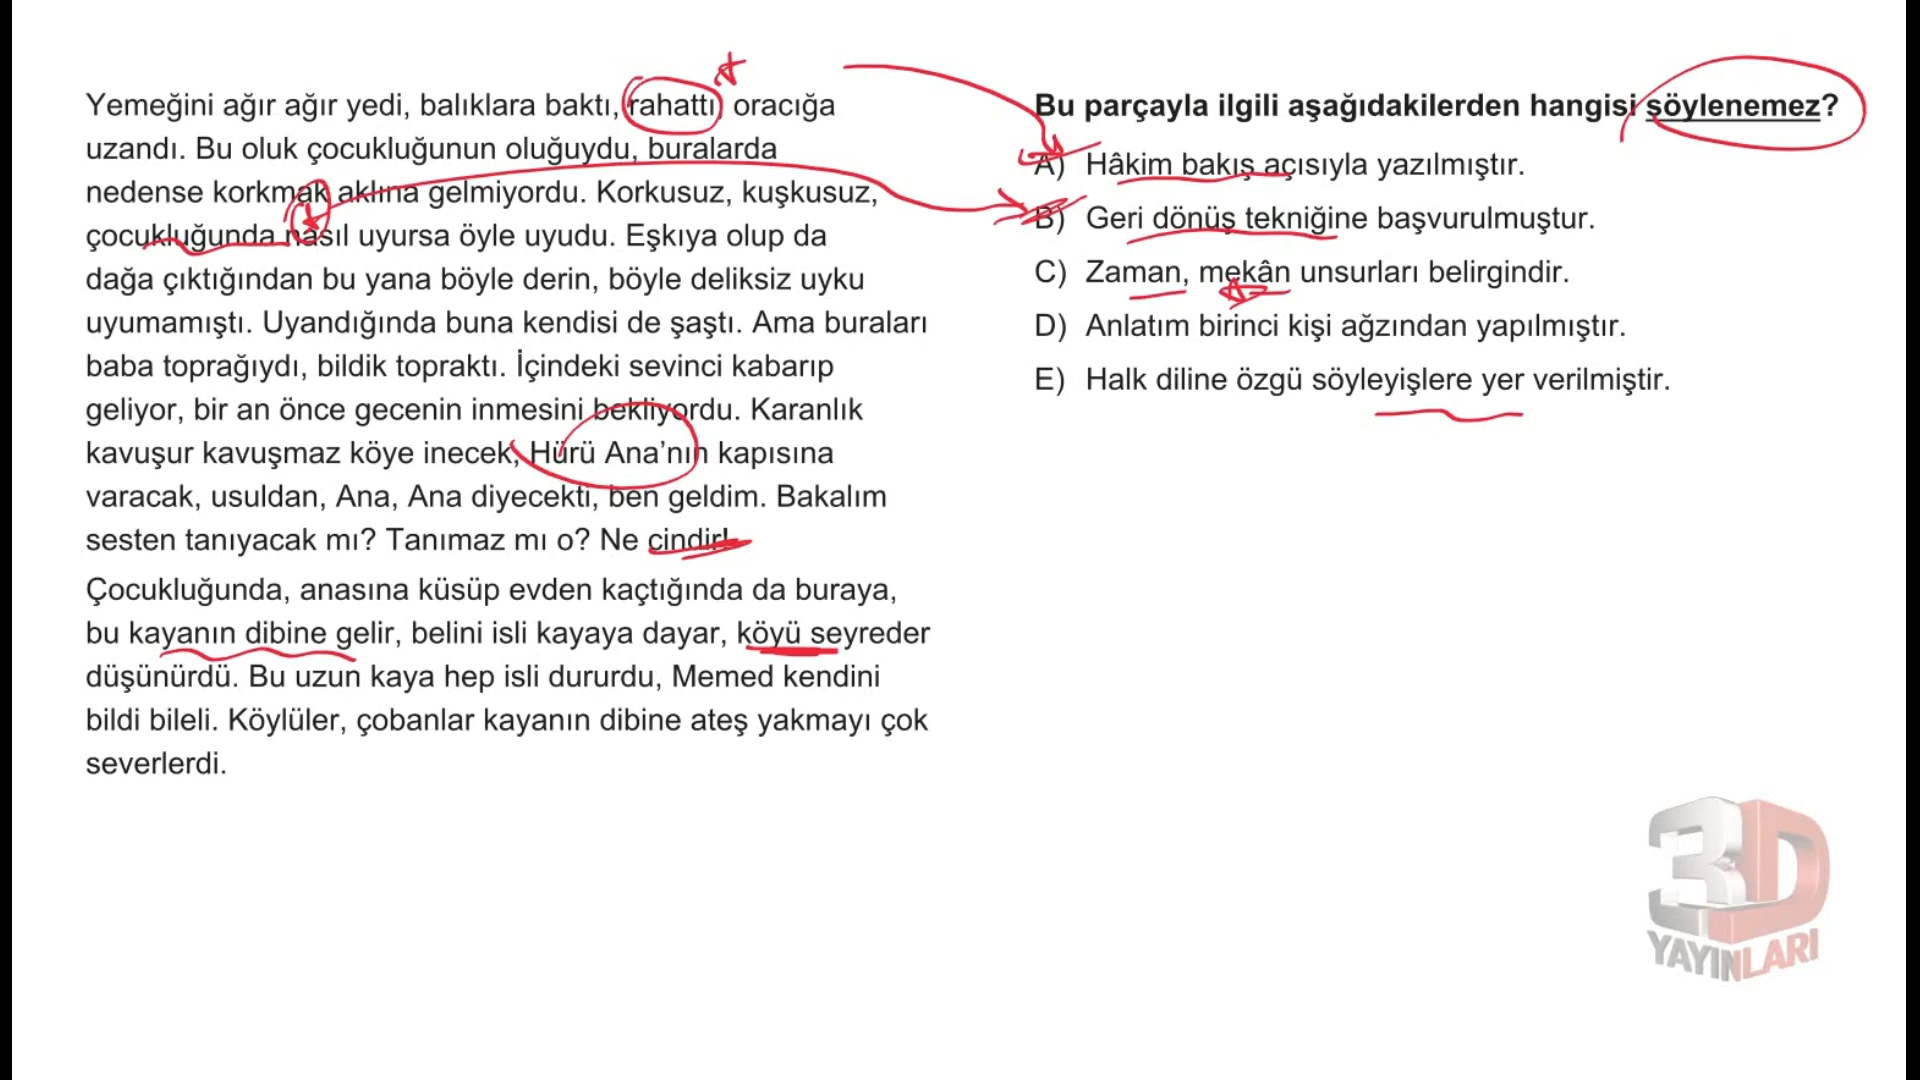 Yemeğini ağır ağır yedi, balıklara baktı, rahattı, oracığa
uzandı. Bu oluk çocukluğunun oluğuydu, buralarda
nedense korkmak aklına gelmiyordu. Korkusuz, kuşkusuz,
çocukluğunda nasıl uyursa öyle uyudu. Eşkıya olup da
dağa çıktığından bu yana böyle derin, böyle deliksiz uyku
uyumamıştı. Uyandığında buna kendisi de şaştı. Ama buraları
baba toprağıydı, bildik topraktı. İçindeki sevinci kabarıp
geliyor, bir an önce gecenin inmesini bekliyordu. Karanlık
kavuşur kavuşmaz köye inecek, Hürü Ana’nın kapısına
varacak, usuldan, Ana, Ana diyecekti, ben geldim. Bakalım
sesten tanıyacak mı? Tanımaz mı o? Ne cindir!
Çocukluğunda, anasına küsüp evden kaçtığında da buraya,
bu kayanın dibine gelir, belini isli kayaya dayar, köyü seyreder
düşünürdü. Bu uzun kaya hep isli dururdu, Memed kendini
bildi bileli. Köylüler, çobanlar kayanın dibine ateş yakmayı çok
severlerdi.
Bu parçayla ilgili aşağıdakilerden hangisi söylenemez?
A) Hâkim bakış açısıyla yazılmıştır.
B) Geri dönüş tekniğine başvurulmuştur.
C) Zaman, mekân unsurları belirgindir.
D) Anlatım birinci kişi ağzından yapılmıştır.
E) Halk diline özgü söyleyişlere yer verilmiştir.
3D
YAYINLARI